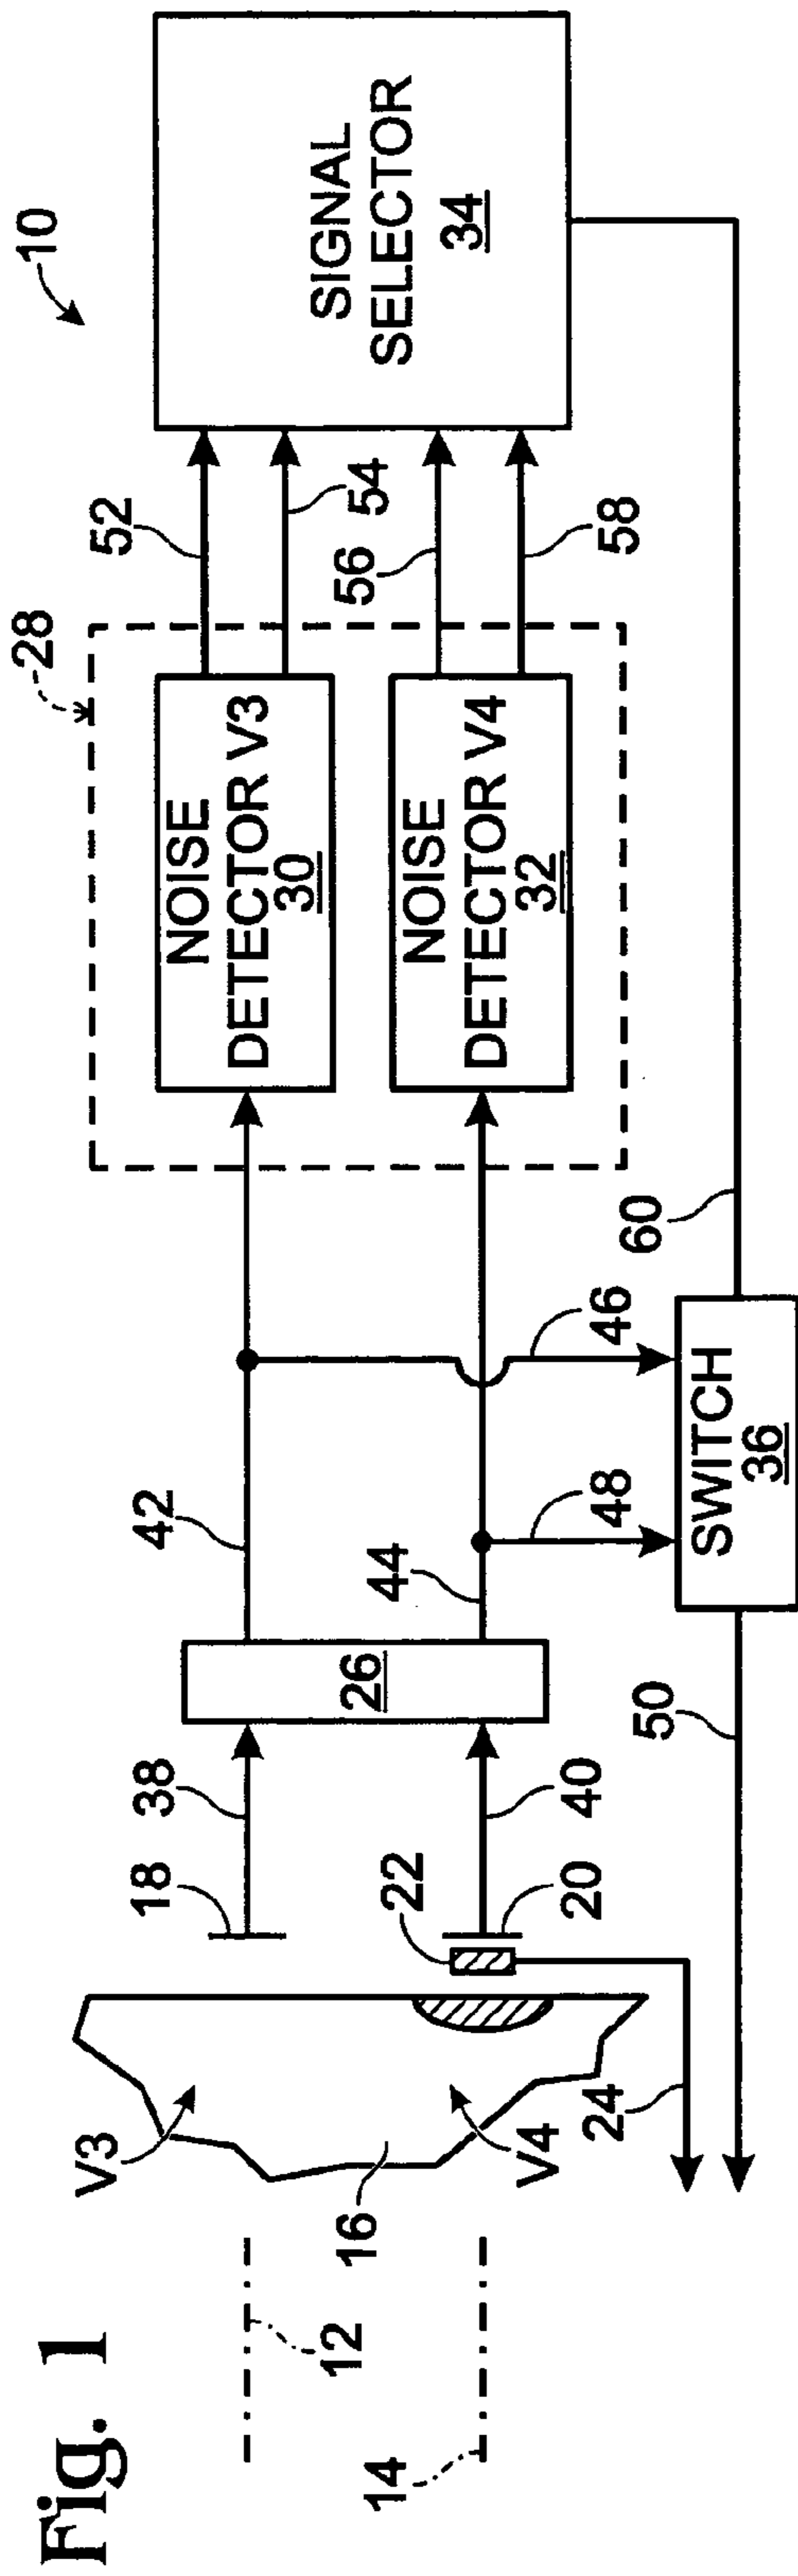 Fig. 1
10
12
14
V3
V4
16
18
20
22
24
38
40
26
42
44
46
48
50
SWITCH
36
60
28
NOISE
DETECTOR V3
30
NOISE
DETECTOR V4
32
52
54
56
58
SIGNAL
SELECTOR
34